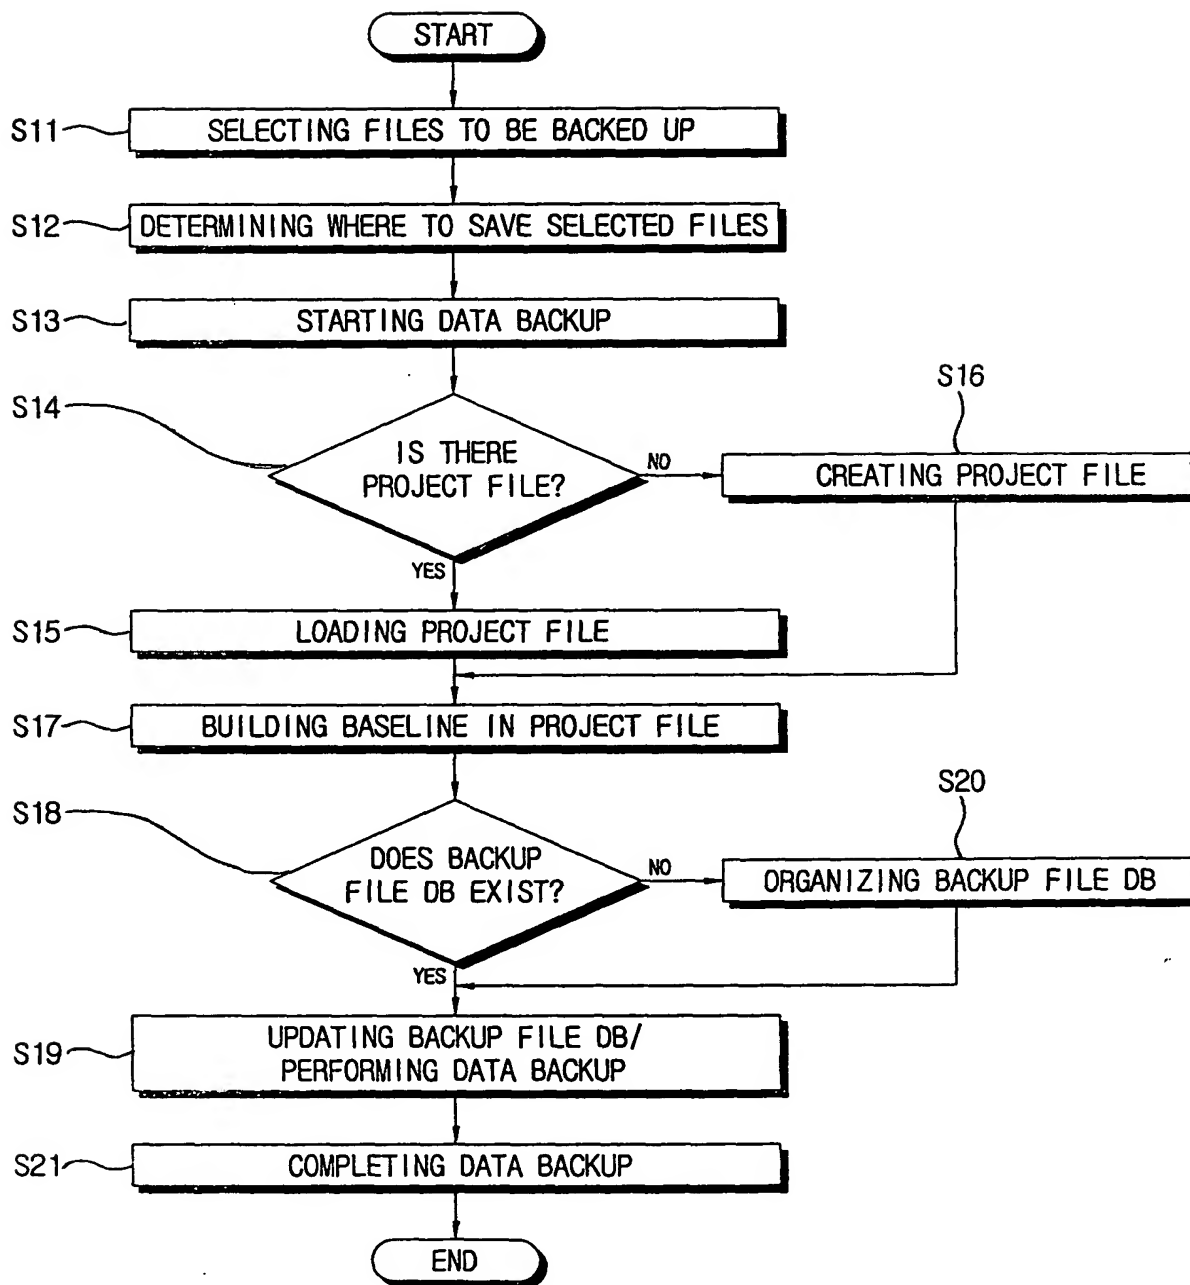 START
S11
SELECTING FILES TO BE BACKED UP
S12
DETERMINING WHERE TO SAVE SELECTED FILES
S13
STARTING DATA BACKUP
S14
IS THERE
PROJECT FILE?
NO
S16
CREATING PROJECT FILE
YES
S15
LOADING PROJECT FILE
S17
BUILDING BASELINE IN PROJECT FILE
S18
DOES BACKUP
FILE DB EXIST?
NO
S20
ORGANIZING BACKUP FILE DB
YES
S19
UPDATING BACKUP FILE DB/
PERFORMING DATA BACKUP
S21
COMPLETING DATA BACKUP
END